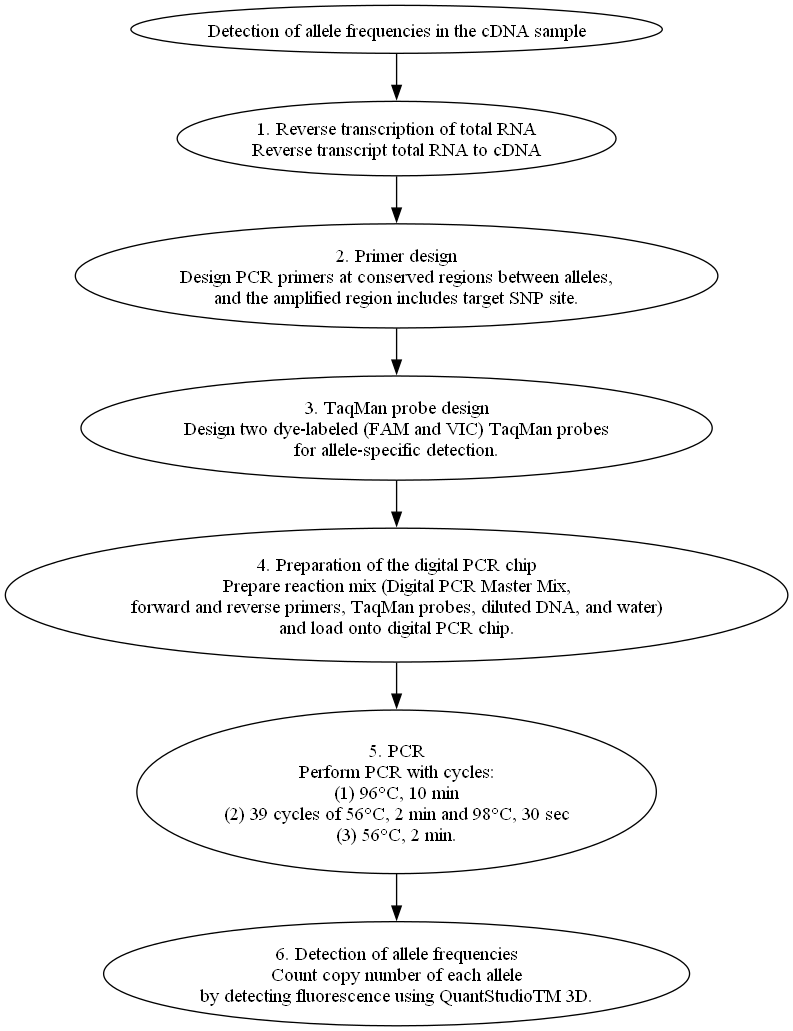 Detection of allele frequencies in the cDNA sample
1. Reverse transcription of total RNA
Reverse transcript total RNA to cDNA
2. Primer design
Design PCR primers at conserved regions between alleles,
and the amplified region includes target SNP site.
3. TaqMan probe design
Design two dye-labeled (FAM and VIC) TaqMan probes
for allele-specific detection.
4. Preparation of the digital PCR chip
Prepare reaction mix (Digital PCR Master Mix,
forward and reverse primers, TaqMan probes, diluted DNA, and water)
and load onto digital PCR chip.
5. PCR
Perform PCR with cycles:
(1) 96°C, 10 min
(2) 39 cycles of 56°C, 2 min and 98°C, 30 sec
(3) 56°C, 2 min.
6. Detection of allele frequencies
Count copy number of each allele
by detecting fluorescence using QuantStudioTM 3D.